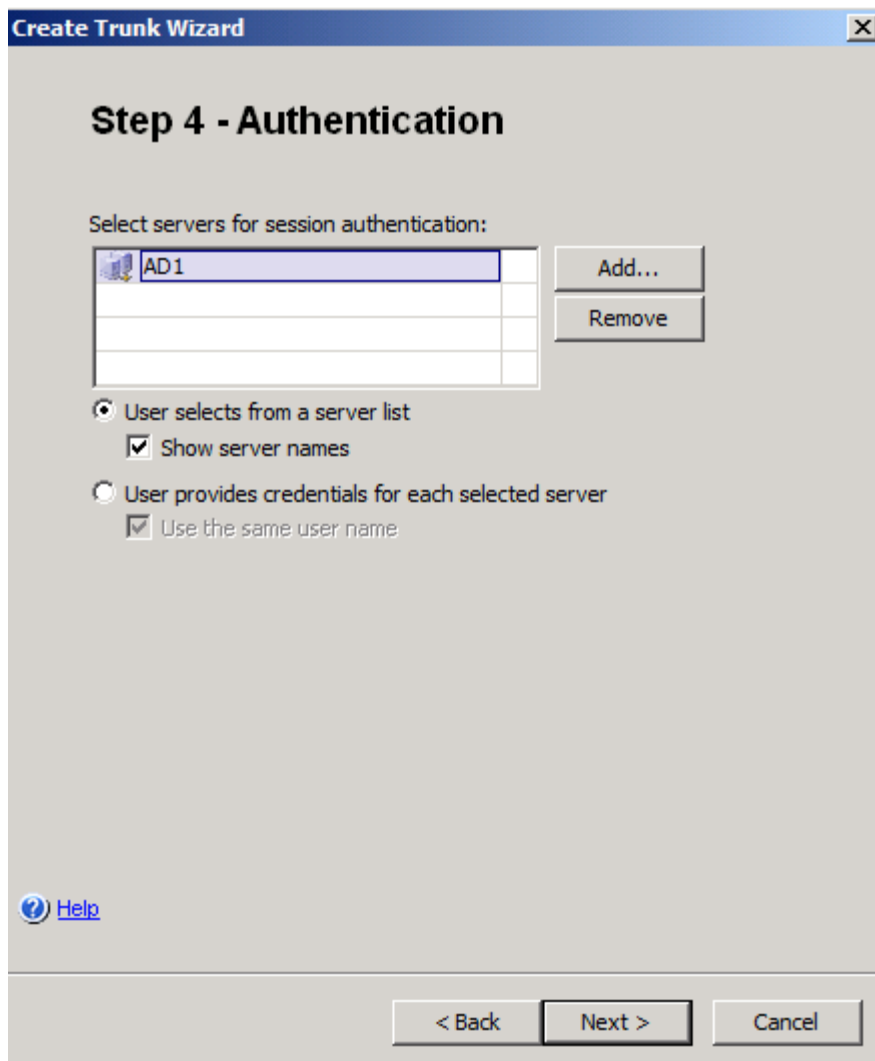 Create Trunk Wizard
Step 4 - Authentication
Select servers for session authentication:
AD1
Add...
Remove
User selects from a server list
Show server names
User provides credentials for each selected server
Use the same user name
Help
< Back
Next >
Cancel